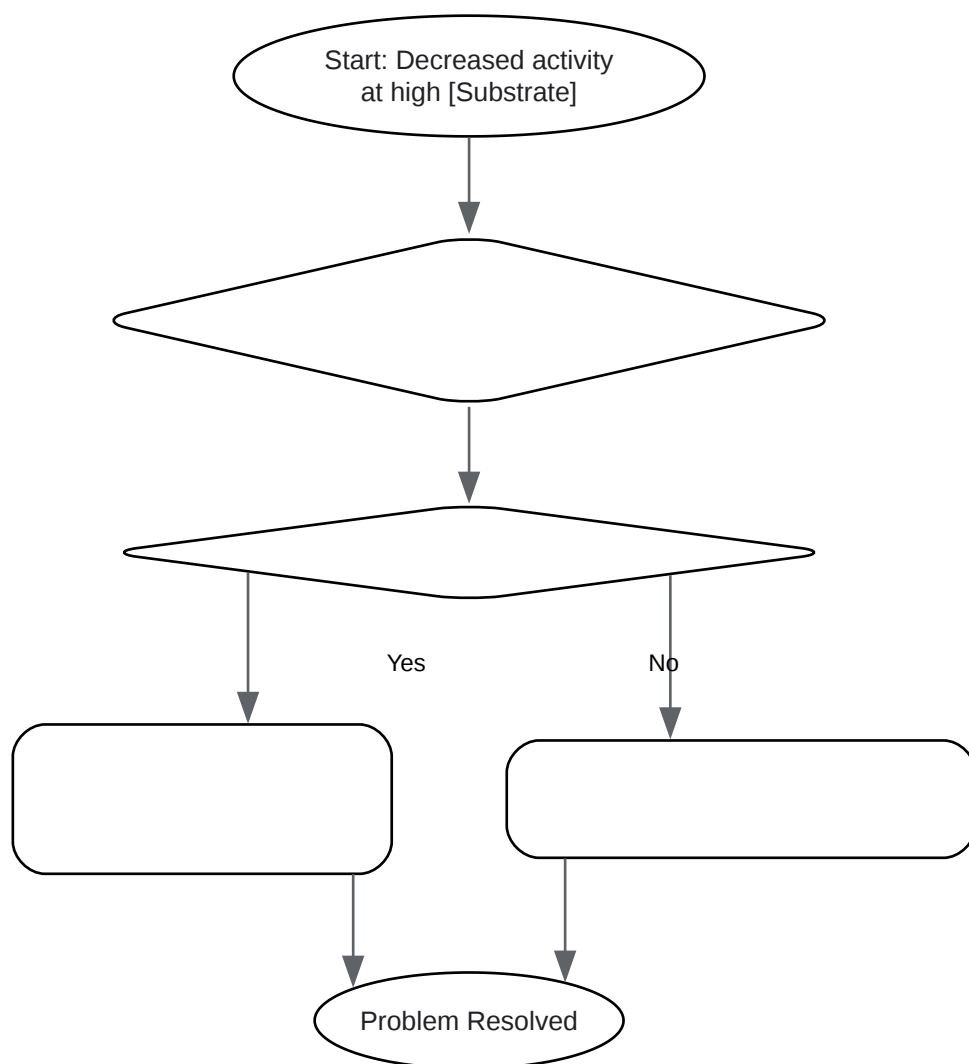 Start: Decreased activity
at high [Substrate]
Yes
No
Problem Resolved